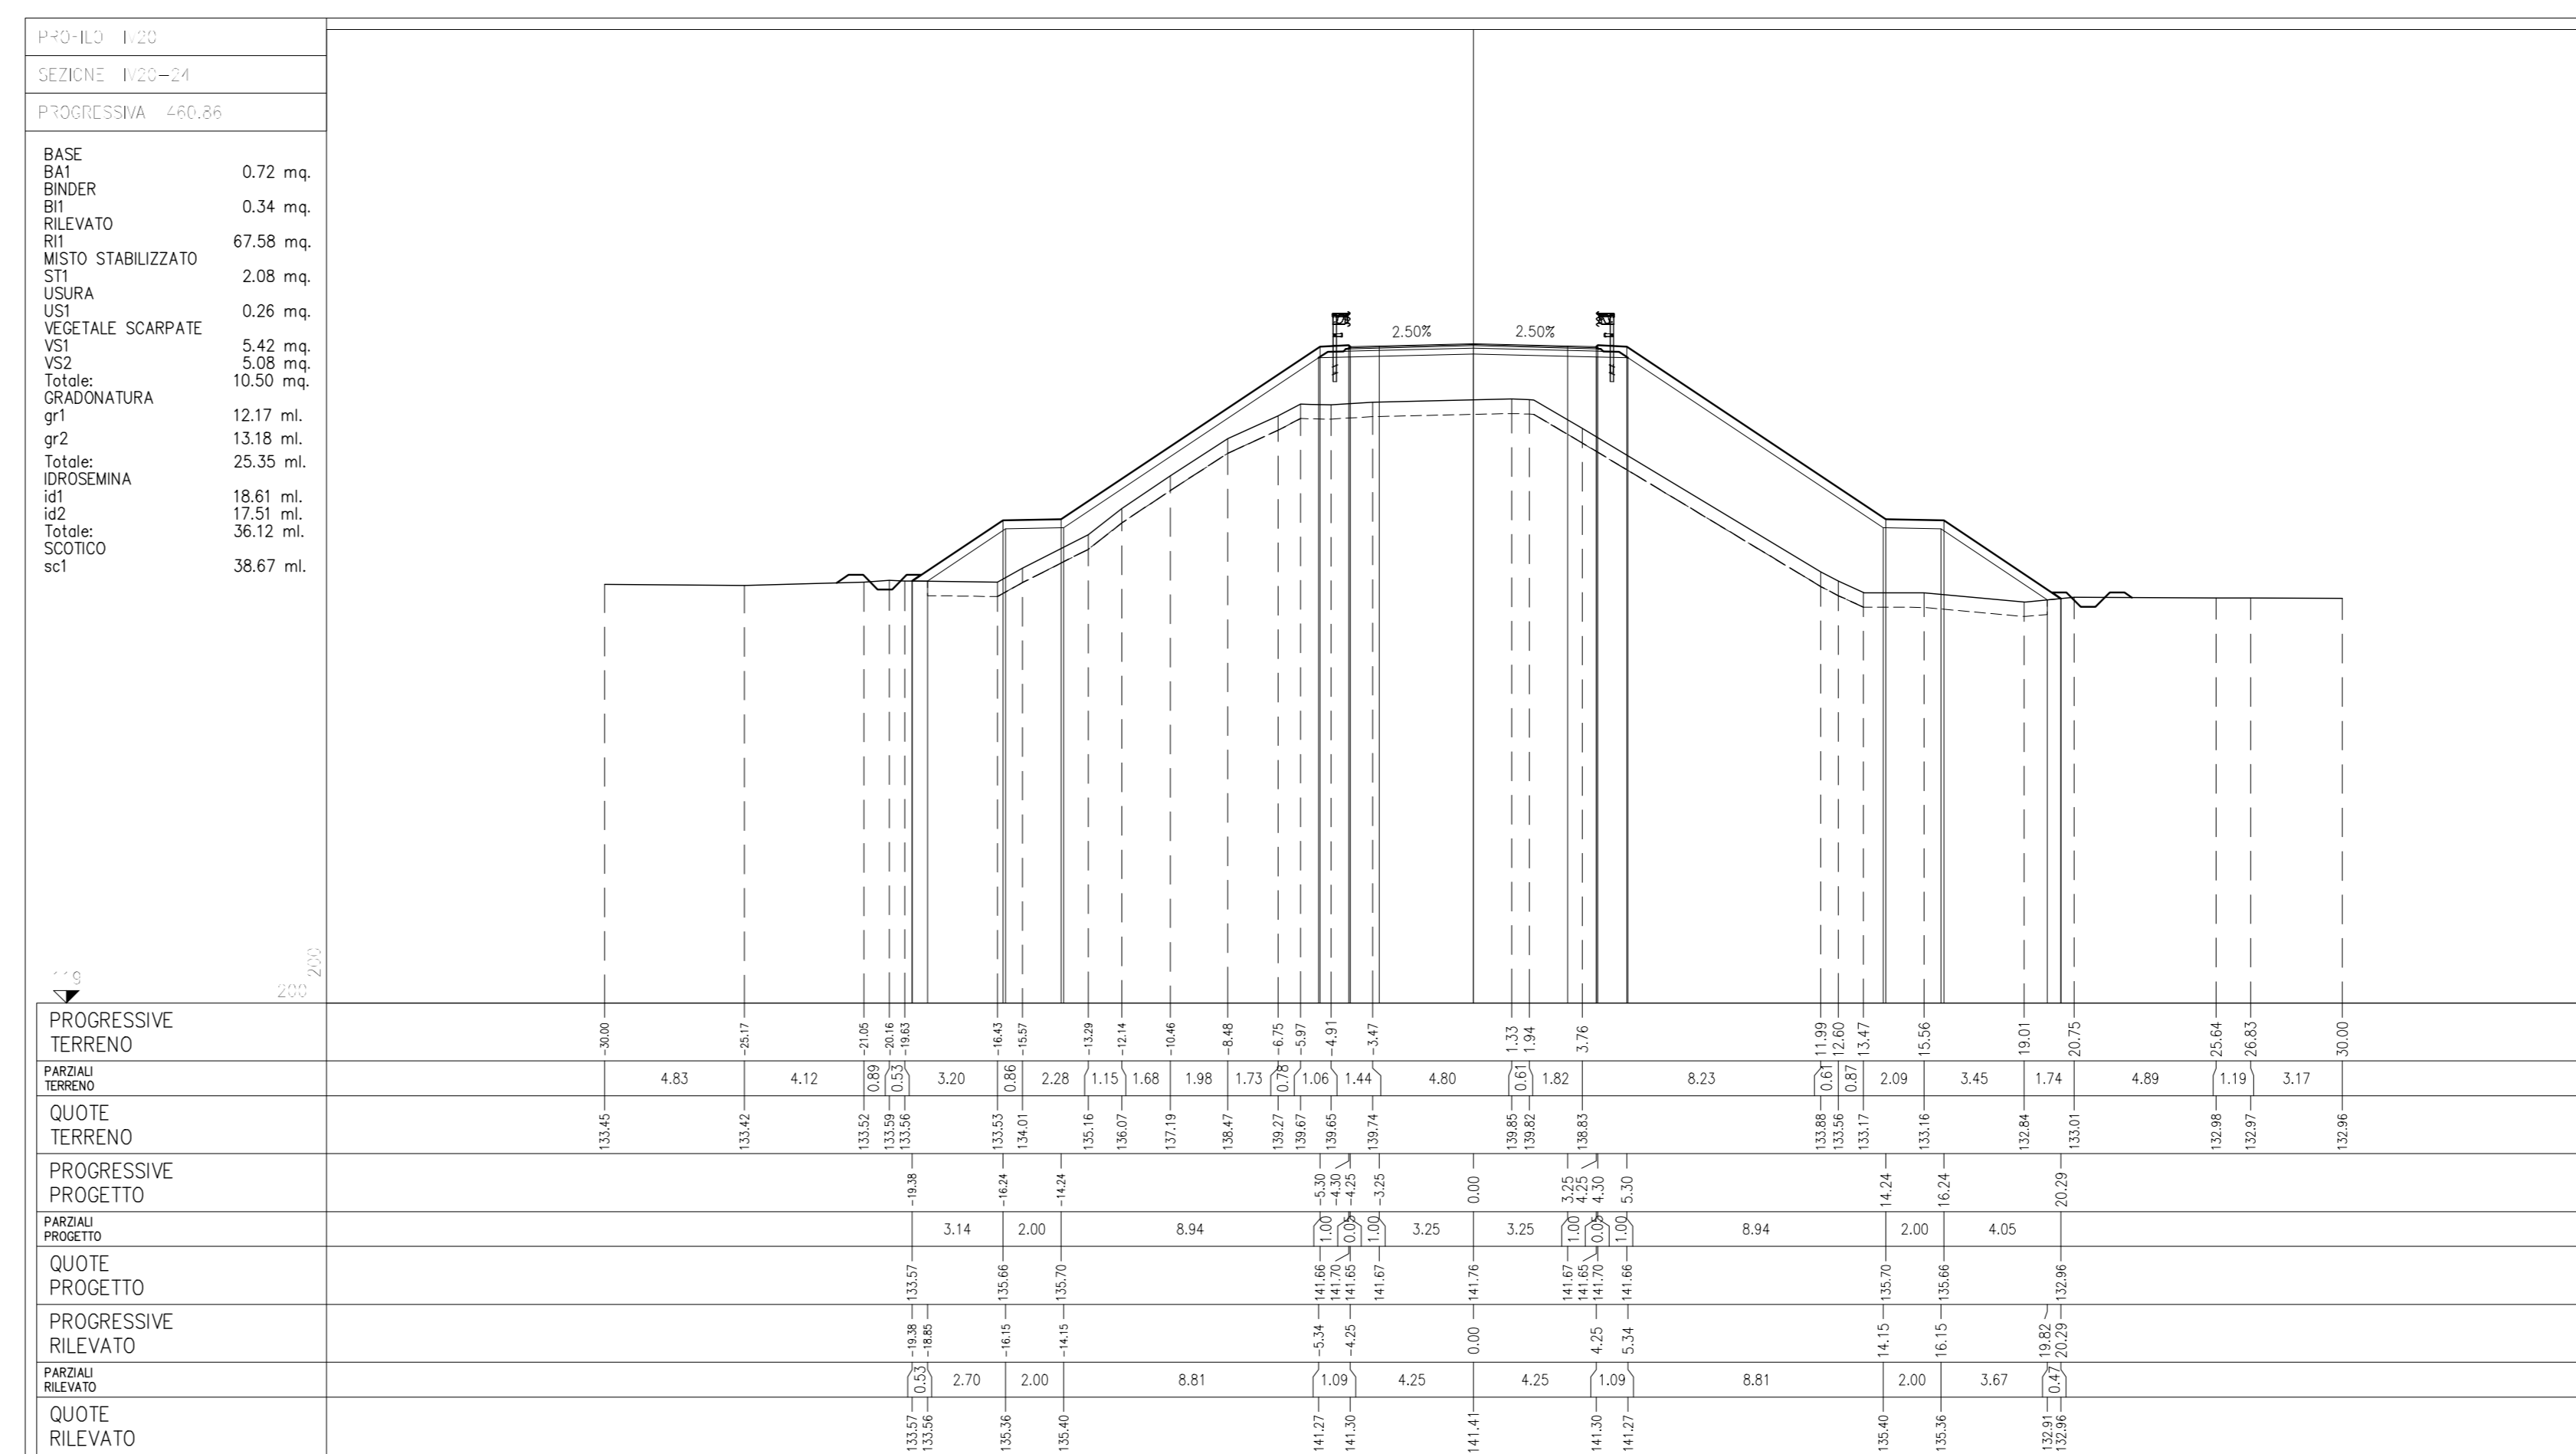 PROFILO IV20
SEZIONE IV20-24
PROGRESSIVA 460.86
BASE
BA1 0.72 mq.
BINDER
BI1 0.34 mq.
RILEVATO
RI1 67.58 mq.
MISTO STABILIZZATO
ST1 2.08 mq.
USURA
US1 0.26 mq.
VEGETALE SCARPATE
VS1 5.42 mq.
VS2 5.08 mq.
Totale: 10.50 mq.
GRADONATURA
gr1 12.17 ml.
gr2 13.18 ml.
Totale: 25.35 ml.
IDROSEMINA
id1 18.61 ml.
id2 17.51 ml.
Totale: 36.12 ml.
SCOTICO
sc1 38.67 ml.
2.50% 2.50%
119
200
200
PROGRESSIVE
TERRENO
-30.00 -25.17 -21.05 -20.16 -19.63 -16.43 -15.57 -13.29 -12.14 -10.46 -8.48 -6.75 -5.97 -4.91 -3.47 1.33 1.94 3.76 11.99 12.60 13.47 15.56 19.01 20.75 25.64 26.83 30.00
PARZIALI
TERRENO
4.83 4.12 0.89 0.53 3.20 0.86 2.28 1.15 1.68 1.98 1.73 0.78 1.06 1.44 4.80 0.61 1.82 8.23 0.61 0.87 2.09 3.45 1.74 4.89 1.19 3.17
QUOTE
TERRENO
133.45 133.42 133.52 133.59 133.56 133.53 134.01 135.16 136.07 137.19 138.47 139.27 139.67 139.65 139.74 139.85 139.82 138.83 133.88 133.56 133.17 133.16 132.84 133.01 132.98 132.97 132.96
PROGRESSIVE
PROGETTO
-19.38 -16.24 -14.24 -5.30 -4.30 -4.25 -3.25 0.00 3.25 4.25 4.30 5.30 14.24 16.24 20.29
PARZIALI
PROGETTO
3.14 2.00 8.94 1.00 0.05 1.00 3.25 3.25 1.00 0.05 1.00 8.94 2.00 4.05
QUOTE
PROGETTO
133.57 135.66 135.70 141.66 141.70 141.65 141.67 141.76 141.67 141.65 141.70 141.66 135.70 135.66 132.96
PROGRESSIVE
RILEVATO
-19.38 -18.85 -16.15 -14.15 -5.34 -4.25 0.00 4.25 5.34 14.15 16.15 19.82 20.29
PARZIALI
RILEVATO
0.53 2.70 2.00 8.81 1.09 4.25 4.25 1.09 8.81 2.00 3.67 0.47
QUOTE
RILEVATO
133.57 133.56 135.36 135.40 141.27 141.30 141.41 141.30 141.27 135.40 135.36 132.91 132.96